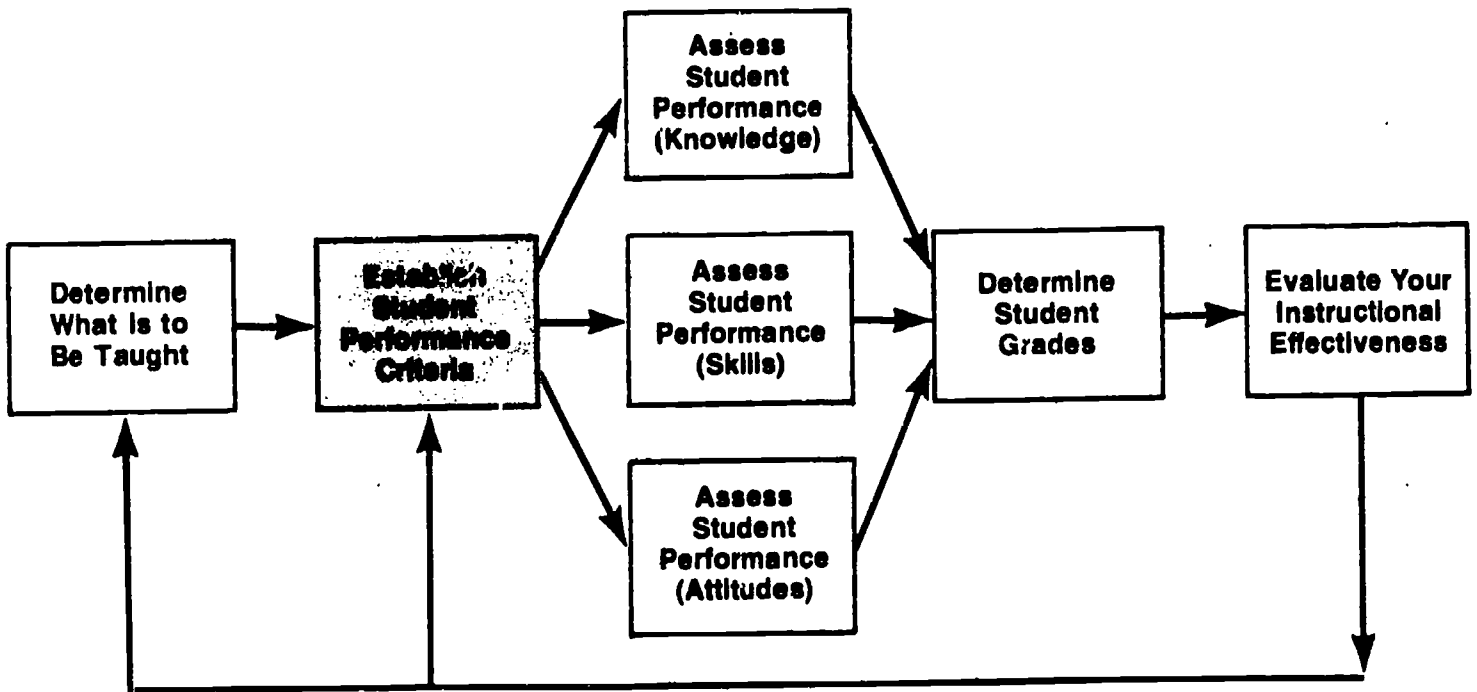 Assess
Student
Performance
(Knowledge)
Determine
What Is to
Be Taught
Establish
Student
Performance
Criteria
Assess
Student
Performance
(Skills)
Determine
Student
Grades
Evaluate Your
Instructional
Effectiveness
Assess
Student
Performance
(Attitudes)